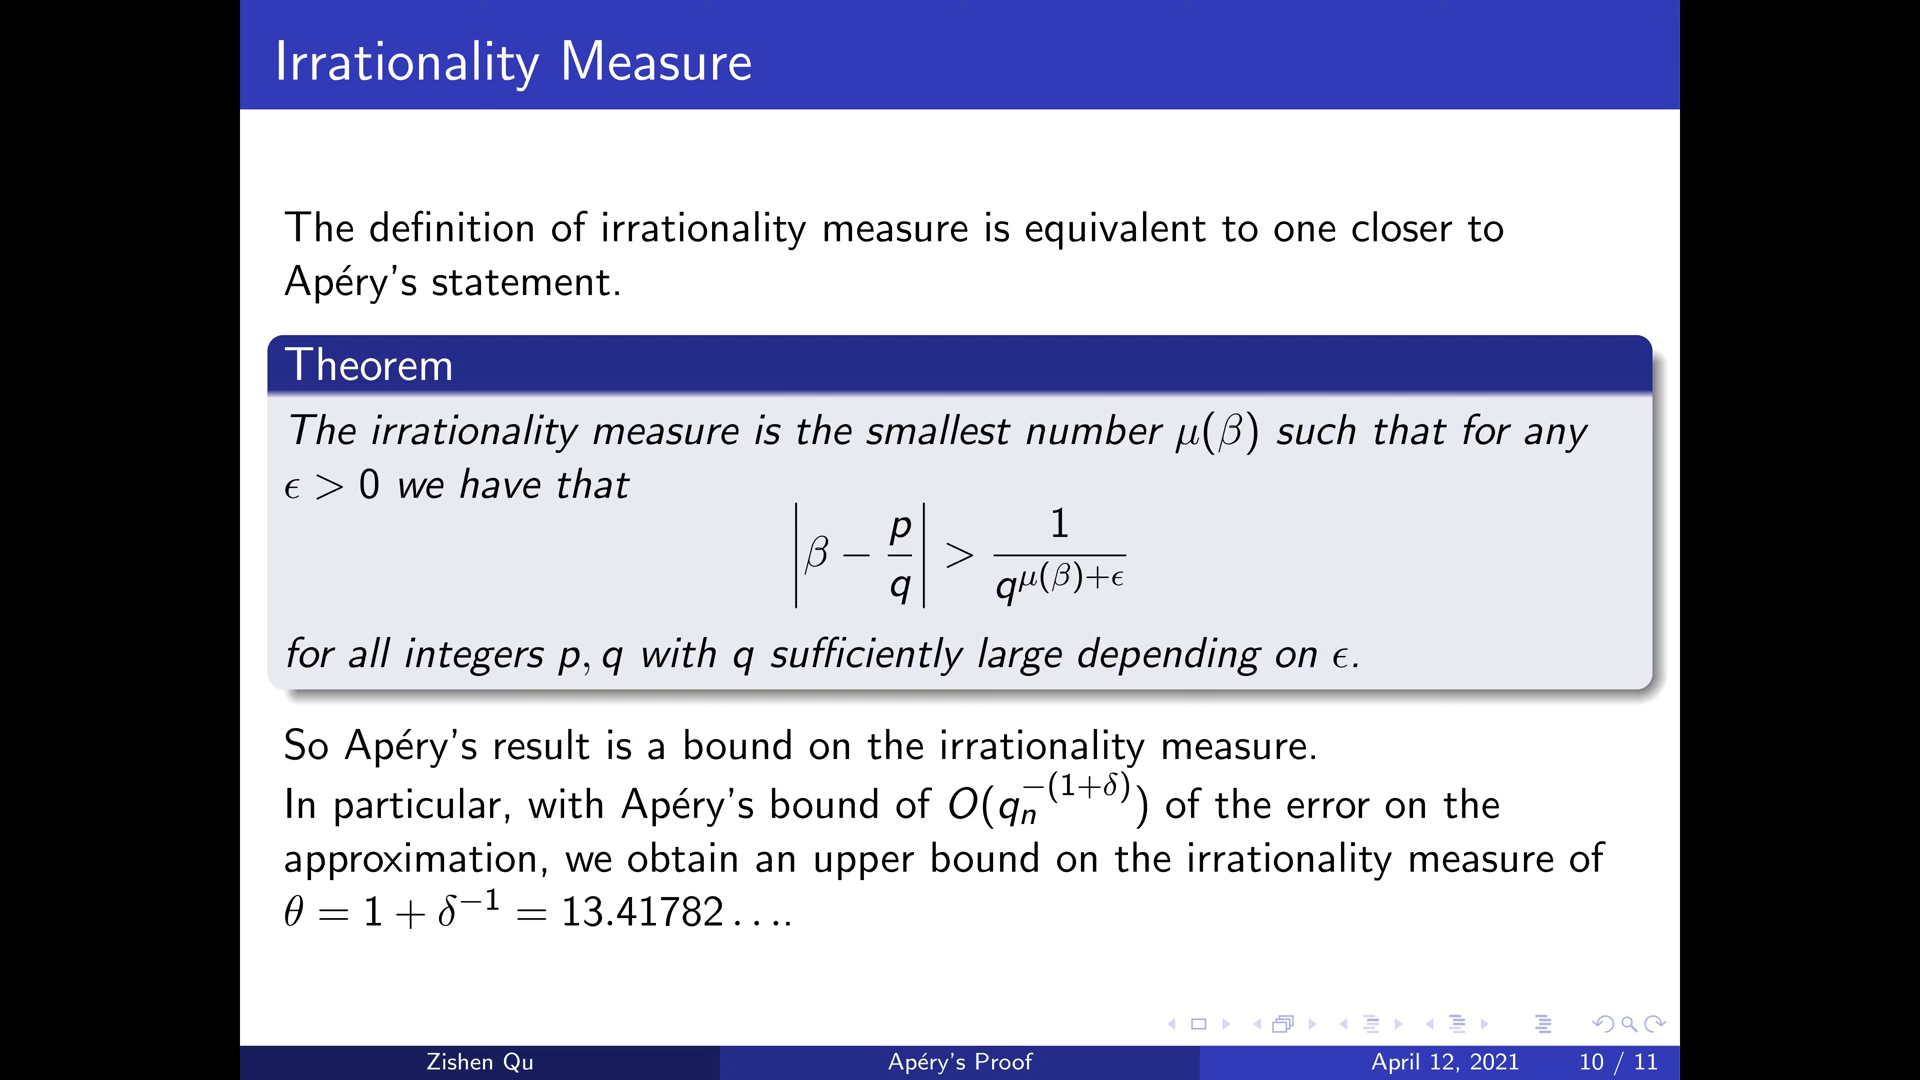 Irrationality Measure
The definition of irrationality measure is equivalent to one closer to
Apéry's statement.
Theorem
The irrationality measure is the smallest number μ(β) such that for any
ϵ > 0 we have that
|β − p/q| > 1/q^{μ(β)+ϵ}
for all integers p, q with q sufficiently large depending on ϵ.
So Apéry's result is a bound on the irrationality measure.
In particular, with Apéry's bound of O(q_n^{−(1+δ)}) of the error on the
approximation, we obtain an upper bound on the irrationality measure of
θ = 1 + δ^{−1} = 13.41782 . . ..
Zishen Qu Apéry's Proof April 12, 2021 10 / 11